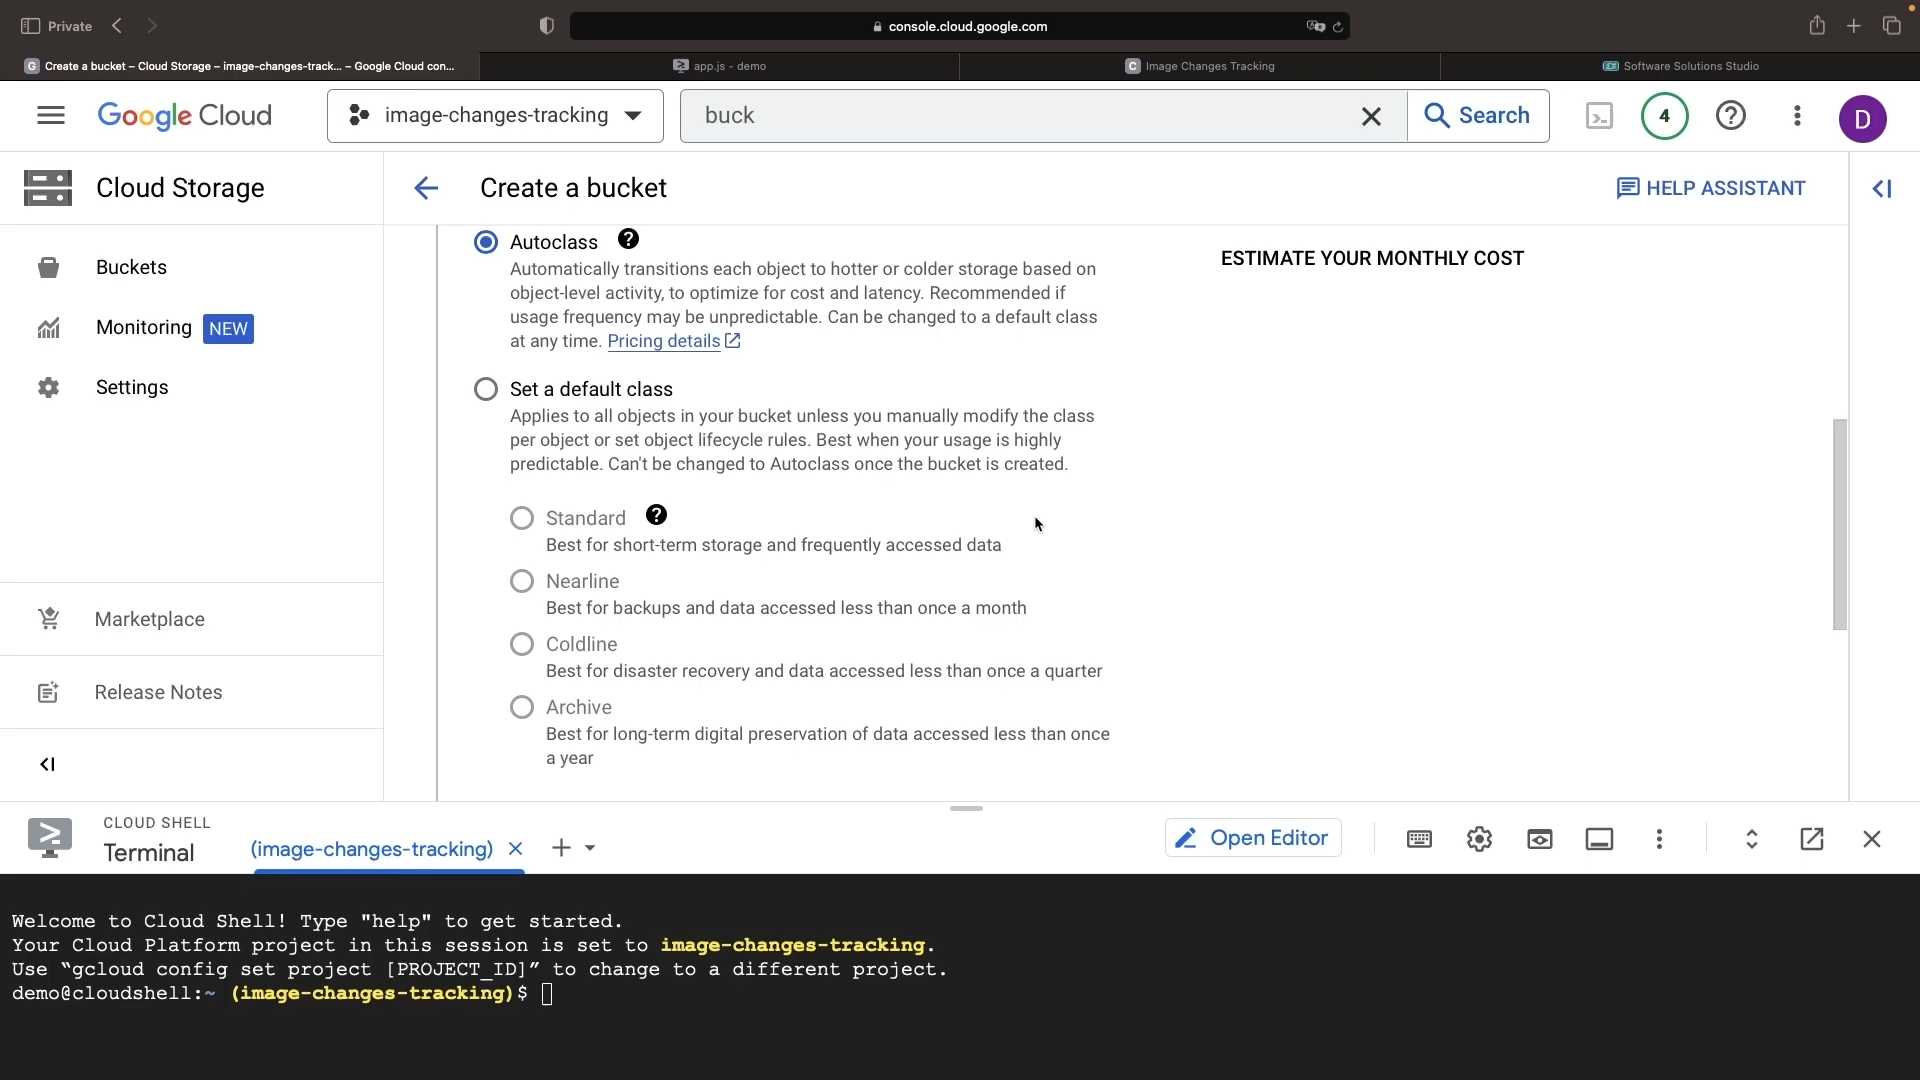 Private
console.cloud.google.com
G Create a bucket – Cloud Storage – image-changes-track... – Google Cloud con...
app.js - demo
C Image Changes Tracking
Software Solutions Studio
Google Cloud
image-changes-tracking
buck
Search
4
D
Cloud Storage
Create a bucket
HELP ASSISTANT
Buckets
Monitoring NEW
Settings
Marketplace
Release Notes
Autoclass
Automatically transitions each object to hotter or colder storage based on
object-level activity, to optimize for cost and latency. Recommended if
usage frequency may be unpredictable. Can be changed to a default class
at any time. Pricing details
Set a default class
Applies to all objects in your bucket unless you manually modify the class
per object or set object lifecycle rules. Best when your usage is highly
predictable. Can't be changed to Autoclass once the bucket is created.
Standard
Best for short-term storage and frequently accessed data
Nearline
Best for backups and data accessed less than once a month
Coldline
Best for disaster recovery and data accessed less than once a quarter
Archive
Best for long-term digital preservation of data accessed less than once
a year
ESTIMATE YOUR MONTHLY COST
CLOUD SHELL
Terminal
(image-changes-tracking)
Open Editor
Welcome to Cloud Shell! Type "help" to get started.
Your Cloud Platform project in this session is set to image-changes-tracking.
Use “gcloud config set project [PROJECT_ID]” to change to a different project.
demo@cloudshell:~ (image-changes-tracking)$